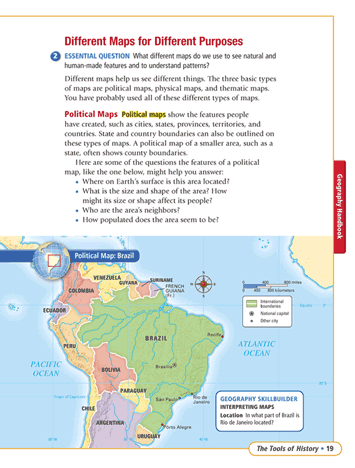 Different Maps for Different Purposes
2 ESSENTIAL QUESTION What different maps do we use to see natural and
human-made features and to understand patterns?
Different maps help us see different things. The three basic types
of maps are political maps, physical maps, and thematic maps.
You have probably used all of these different types of maps.
Political Maps Political maps show the features people
have created, such as cities, states, provinces, territories, and
countries. State and country boundaries can also be outlined on
these types of maps. A political map of a smaller area, such as a
state, often shows county boundaries.
Here are some of the questions the features of a political
map, like the one below, might help you answer:
• Where on Earth's surface is this area located?
• What is the size and shape of the area? How
might its size or shape affect its people?
• Who are the area's neighbors?
• How populated does the area seem to be?
Geography Handbook
Political Map: Brazil
VENEZUELA
GUYANA
SURINAME
FRENCH
GUIANA
(Fr.)
COLOMBIA
ECUADOR
PERU
BRAZIL
Recife
BOLIVIA
Brasília
PACIFIC
OCEAN
ATLANTIC
OCEAN
PARAGUAY
São Paulo
Rio de
Janeiro
CHILE
ARGENTINA
Pôrto Alegre
URUGUAY
Tropic of Capricorn
N
400 800 miles
400 800 kilometers
International
boundaries
National capital
Other city
Equator
GEOGRAPHY SKILLBUILDER
INTERPRETING MAPS
Location In what part of Brazil is
Rio de Janeiro located?
The Tools of History • 19